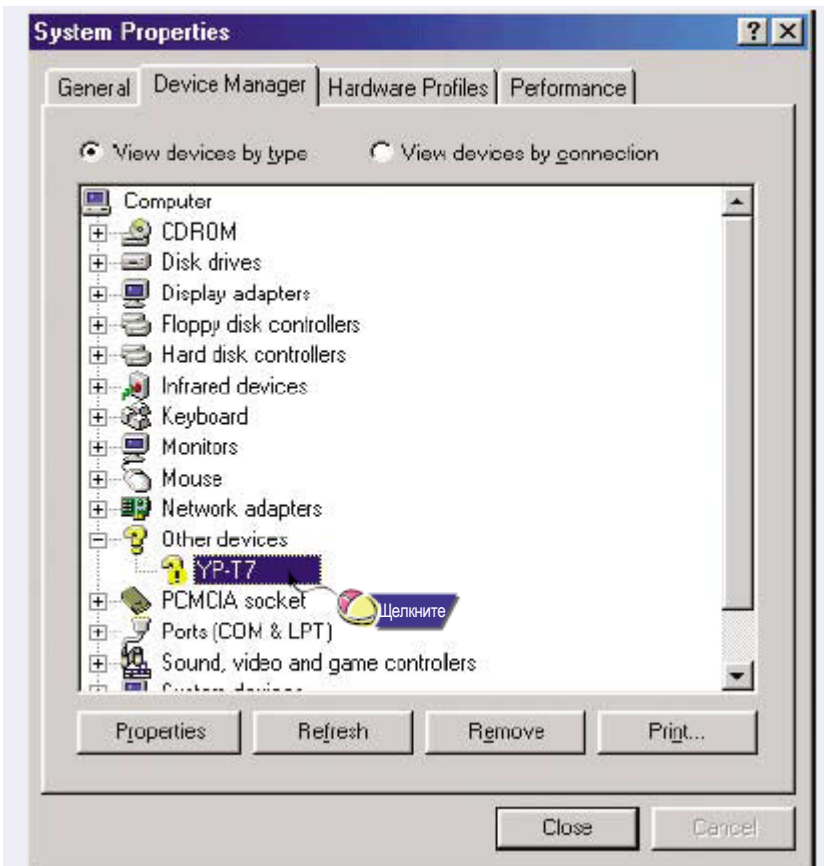 System Properties
General Device Manager Hardware Profiles Performance
View devices by type View devices by connection
Computer
CDROM
Disk drives
Display adapters
Floppy disk controllers
Hard disk controllers
Infrared devices
Keyboard
Monitors
Mouse
Network adapters
Other devices
YP-T7
PCMCIA socket
Щелкните
Ports (COM & LPT)
Sound, video and game controlers
System devices
Properties Refresh Remove Print...
Close Cancel